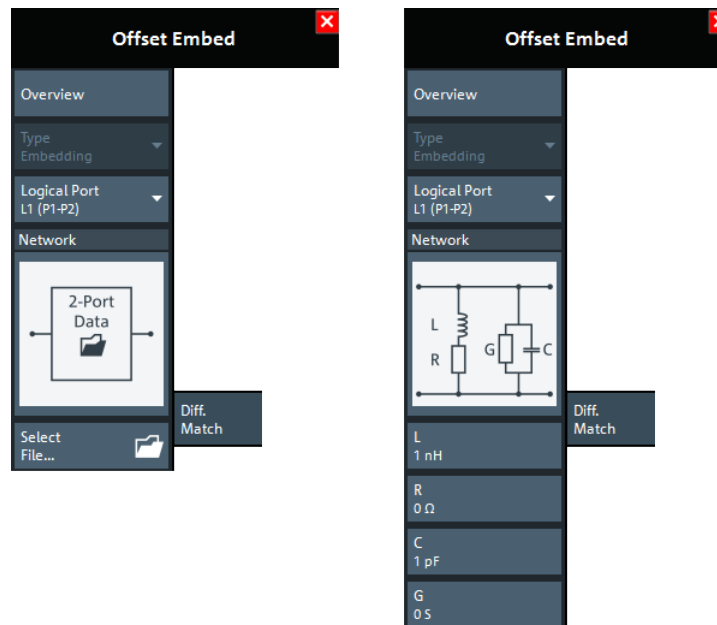 Offset Embed
Overview
Type
Embedding
Logical Port
L1 (P1-P2)
Network
2-Port
Data
Diff.
Match
Select
File...
Offset Embed
Overview
Type
Embedding
Logical Port
L1 (P1-P2)
Network
L
R
G
C
Diff.
Match
L
1 nH
R
0 Ω
C
1 pF
G
0 S